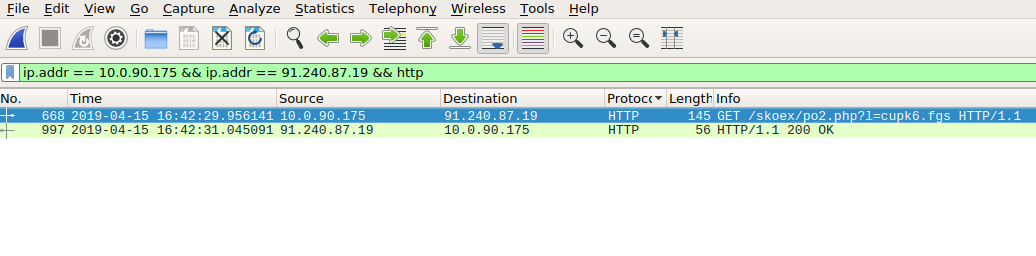 File Edit View Go Capture Analyze Statistics Telephony Wireless Tools Help
ip.addr == 10.0.90.175 && ip.addr == 91.240.87.19 && http
No. Time Source Destination Protocc Length Info
668 2019-04-15 16:42:29.956141 10.0.90.175 91.240.87.19 HTTP 145 GET /skoex/po2.php?l=cupk6.fgs HTTP/1.1
997 2019-04-15 16:42:31.045091 91.240.87.19 10.0.90.175 HTTP 56 HTTP/1.1 200 OK